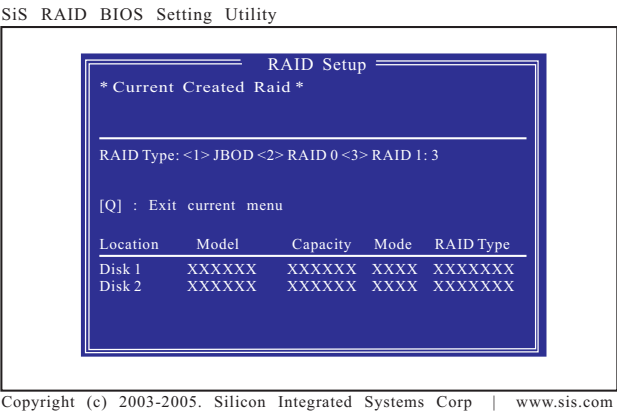 SiS RAID BIOS Setting Utility
RAID Setup
* Current Created Raid *
RAID Type: <1> JBOD <2> RAID 0 <3> RAID 1: 3
[Q] : Exit current menu
Location Model Capacity Mode RAID Type
Disk 1 XXXXXX XXXXXX XXXX XXXXXXX
Disk 2 XXXXXX XXXXXX XXXX XXXXXXX
Copyright (c) 2003-2005. Silicon Integrated Systems Corp | www.sis.com